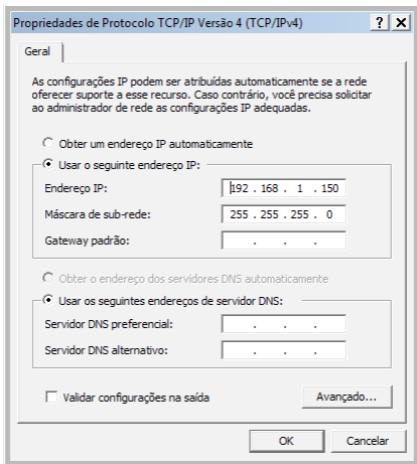 Propriedades de Protocolo TCP/IP Versão 4 (TCP/IPv4)
Geral
As configurações IP podem ser atribuídas automaticamente se a rede
oferecer suporte a esse recurso. Caso contrário, você precisa solicitar
ao administrador de rede as configurações IP adequadas.
Obter um endereço IP automaticamente
Usar o seguinte endereço IP:
Endereço IP: 192 . 168 . 1 . 150
Máscara de sub-rede: 255 . 255 . 255 . 0
Gateway padrão: . . .
Obter o endereço dos servidores DNS automaticamente
Usar os seguintes endereços de servidor DNS:
Servidor DNS preferencial: . . .
Servidor DNS alternativo: . . .
Validar configurações na saída Avançado...
OK Cancelar